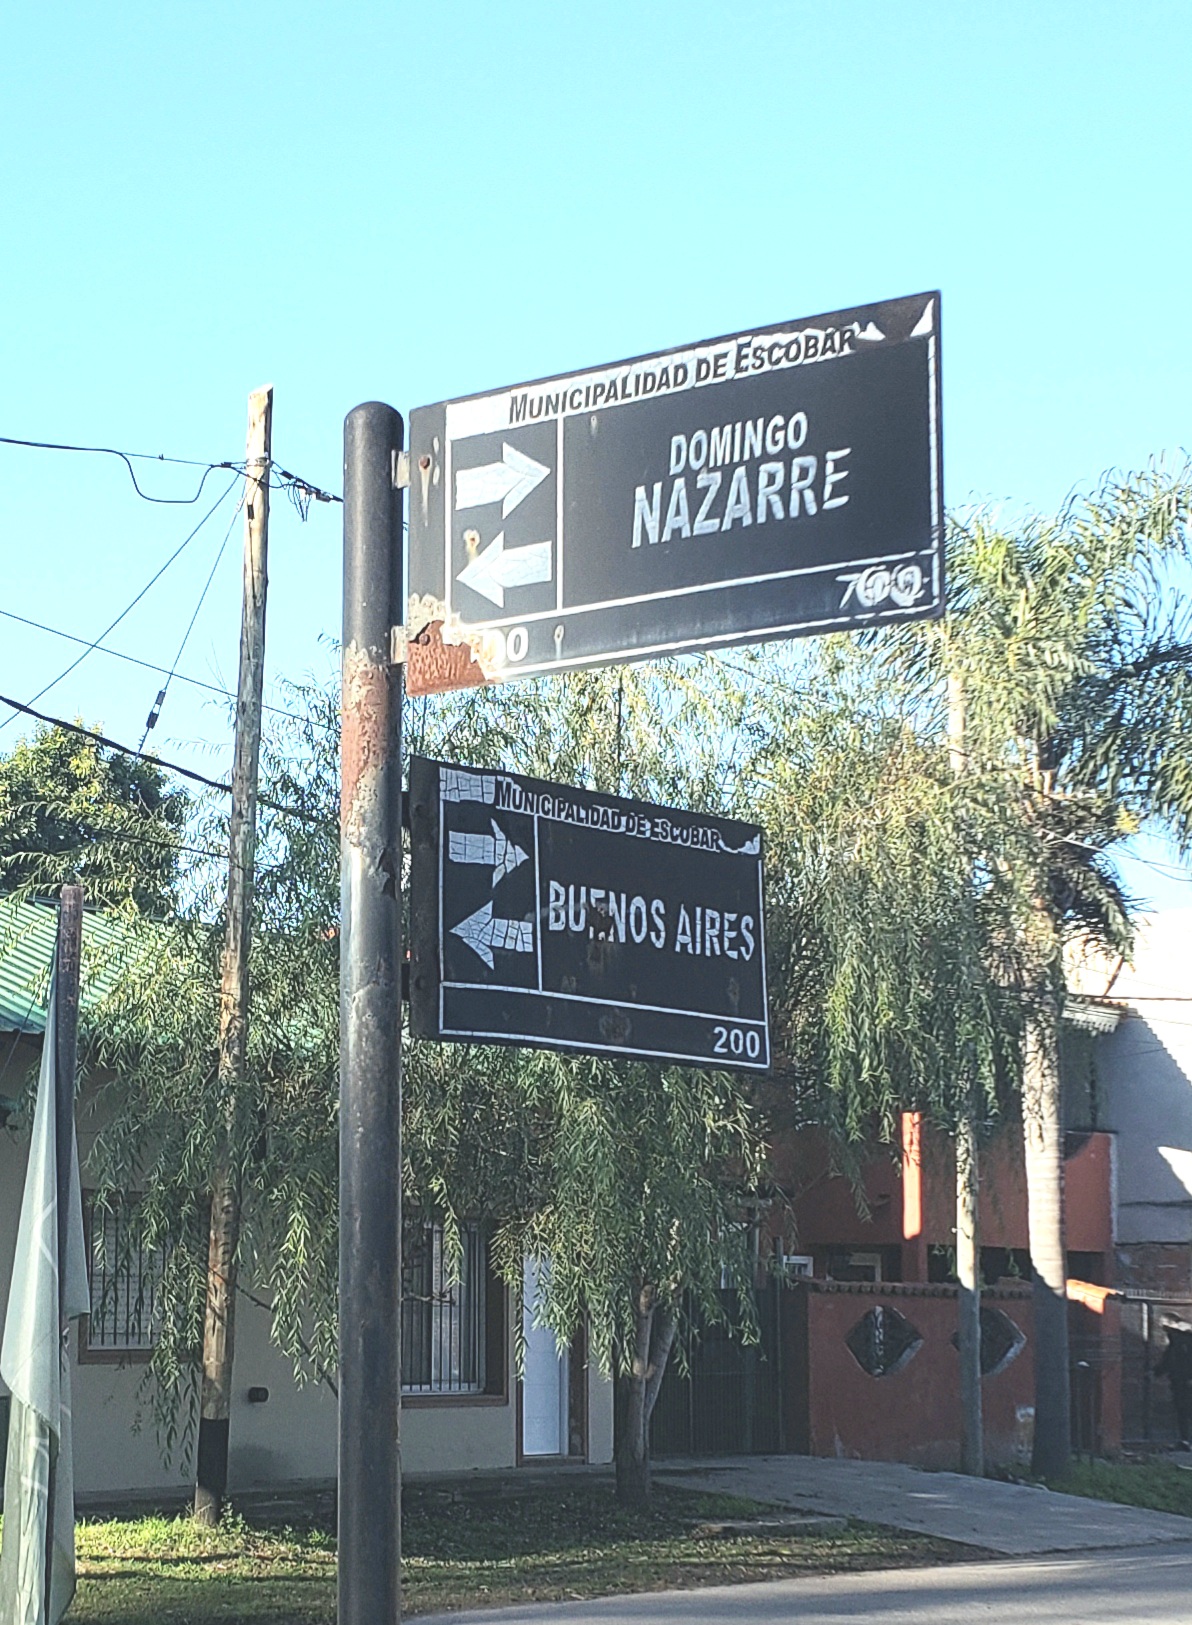 MUNICIPALIDAD DE ESCOBAR
DOMINGO
NAZARRE
700
MUNICIPALIDAD DE ESCOBAR
BUENOS AIRES
200